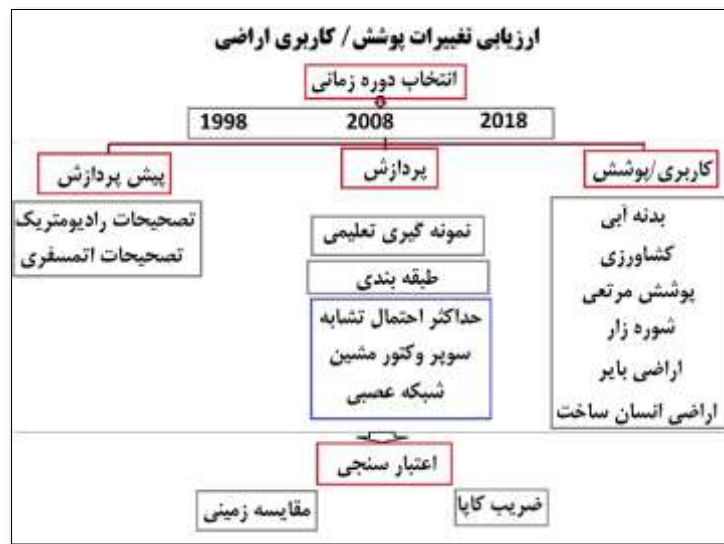 ارزیابی تغییرات پوشش/ کاربری اراضی
انتخاب دوره زمانی
1998 2008 2018
کاربری/پوشش
بدنه آبی
کشاورزی
پوشش مرتعی
شوره زار
اراضی بایر
اراضی انسان ساخت
پردازش
نمونه گیری تعلیمی
طبقه بندی
حداکثر احتمال تشابه
سوپر وکتور مشین
شبکه عصبی
پیش پردازش
تصحیحات رادیومتریک
تصحیحات اتمسفری
اعتبار سنجی
ضریب کاپا
مقایسه زمینی